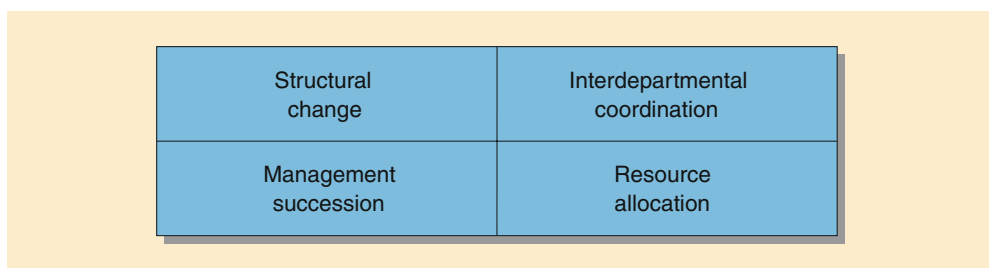 Structural
change
Interdepartmental
coordination
Management
succession
Resource
allocation